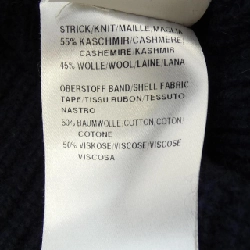 STRICK/KNIT/MAILLE/MAGLIA
55% KASCHMIR/CASHMERE/
CASHEMIRE/KASHMIR
45% WOLLE/WOOL/LAINE/LANA
OBERSTOFF BAND/SHELL FABRIC
TAPE/TISSU RUBON/TESSUTO
NASTRO
50% BAUMWOLLE/COTTON/COTON/
COTONE
50% VISKOSE/VISCOSE/VISCOSE
VISCOSA